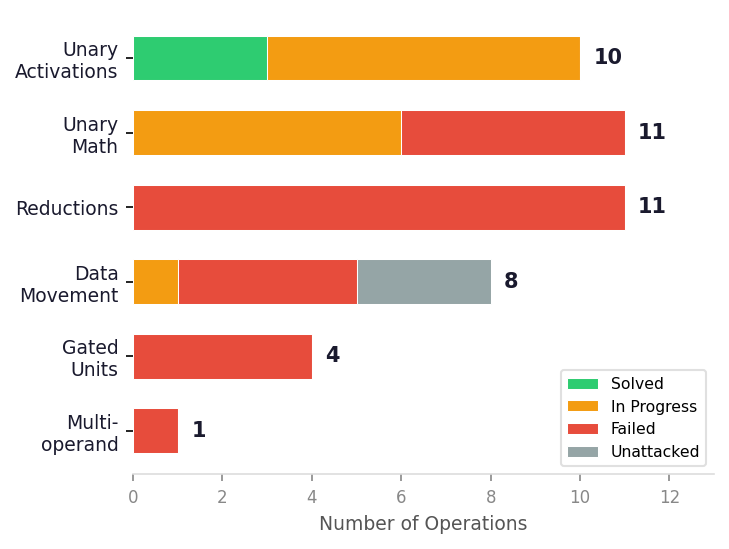 Unary
Activations
10
Unary
Math
11
Reductions
11
Data
Movement
8
Gated
Units
4
Multi-
operand
1
Solved
In Progress
Failed
Unattacked
0 2 4 6 8 10 12
Number of Operations